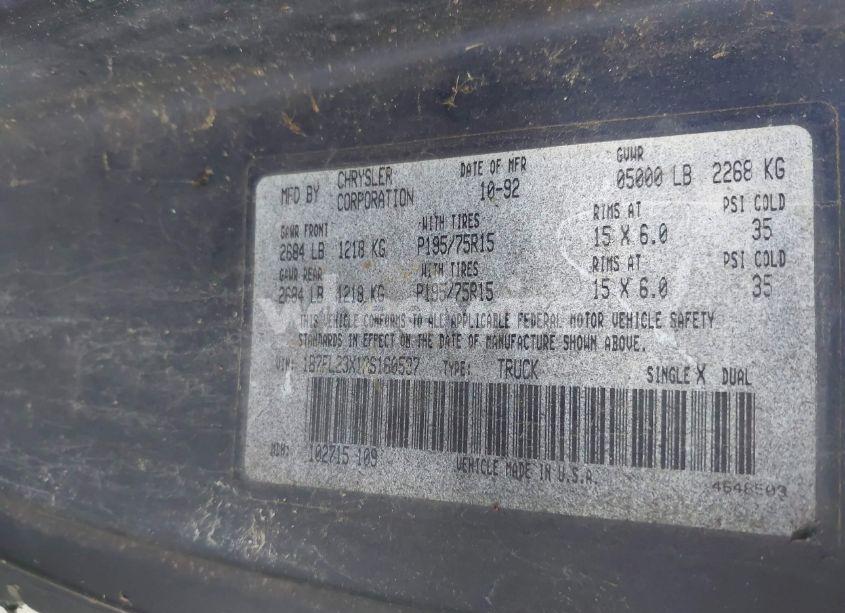 MFD BY CHRYSLER CORPORATION DATE OF MFR 10-92 GVWR 05000 LB 2268 KG
GAWR FRONT WITH TIRES RIMS AT PSI COLD
2684 LB 1218 KG P195/75R15 15 X 6.0 35
GAWR REAR WITH TIRES RIMS AT PSI COLD
2684 LB 1218 KG P195/75R15 15 X 6.0 35
THIS VEHICLE CONFORMS TO ALL APPLICABLE FEDERAL MOTOR VEHICLE SAFETY
STANDARDS IN EFFECT ON THE DATE OF MANUFACTURE SHOWN ABOVE.
VIN: TYPE: TRUCK SINGLE X DUAL
MDH: 102715 109 VEHICLE MADE IN U.S.A. 4648503